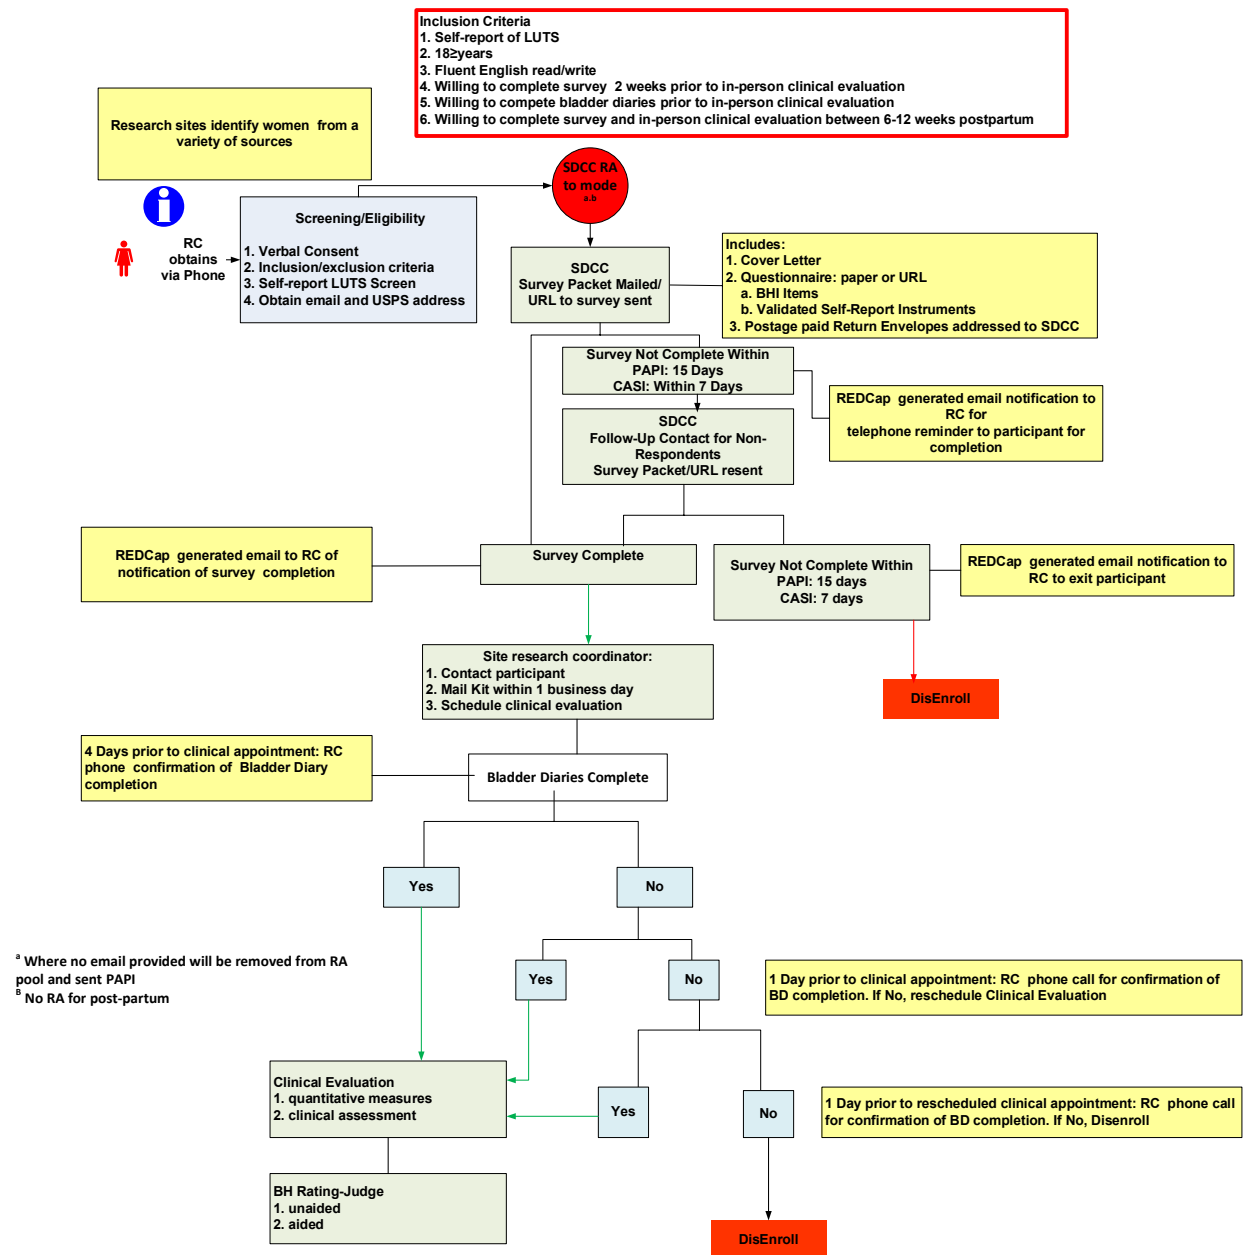 Inclusion Criteria
1. Self-report of LUTS
2. 18≥years
3. Fluent English read/write
4. Willing to complete survey 2 weeks prior to in-person clinical evaluation
5. Willing to compete bladder diaries prior to in-person clinical evaluation
6. Willing to complete survey and in-person clinical evaluation between 6-12 weeks postpartum
Research sites identify women from a
variety of sources
SDCC RA
to mode
a.b
i
RC
obtains
via Phone
Screening/Eligibility
1. Verbal Consent
2. Inclusion/exclusion criteria
3. Self-report LUTS Screen
4. Obtain email and USPS address
SDCC
Survey Packet Mailed/
URL to survey sent
Includes:
1. Cover Letter
2. Questionnaire: paper or URL
a. BHI Items
b. Validated Self-Report Instruments
3. Postage paid Return Envelopes addressed to SDCC
Survey Not Complete Within
PAPI: 15 Days
CASI: Within 7 Days
REDCap generated email notification to
RC for
telephone reminder to participant for
completion
SDCC
Follow-Up Contact for Non-
Respondents
Survey Packet/URL resent
REDCap generated email to RC of
notification of survey completion
Survey Complete
Survey Not Complete Within
PAPI: 15 days
CASI: 7 days
REDCap generated email notification to
RC to exit participant
Site research coordinator:
1. Contact participant
2. Mail Kit within 1 business day
3. Schedule clinical evaluation
DisEnroll
4 Days prior to clinical appointment: RC
phone confirmation of Bladder Diary
completion
Bladder Diaries Complete
Yes
No
a Where no email provided will be removed from RA
pool and sent PAPI
B No RA for post-partum
Yes
No
1 Day prior to clinical appointment: RC phone call for confirmation of
BD completion. If No, reschedule Clinical Evaluation
Clinical Evaluation
1. quantitative measures
2. clinical assessment
Yes
No
1 Day prior to rescheduled clinical appointment: RC phone call
for confirmation of BD completion. If No, Disenroll
BH Rating-Judge
1. unaided
2. aided
DisEnroll